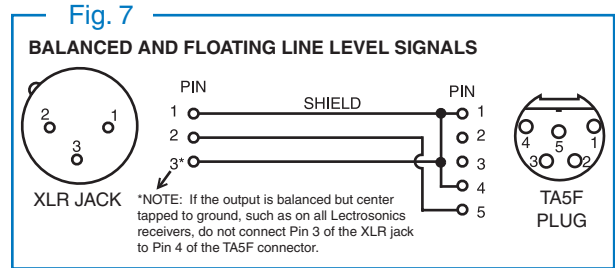 Fig. 7
BALANCED AND FLOATING LINE LEVEL SIGNALS
2
1
3
XLR JACK
PIN
1
2
3*
SHIELD
PIN
1
2
3
4
5
*NOTE: If the output is balanced but center
tapped to ground, such as on all Lectrosonics
receivers, do not connect Pin 3 of the XLR jack
to Pin 4 of the TA5F connector.
4
5
1
3
2
TA5F
PLUG